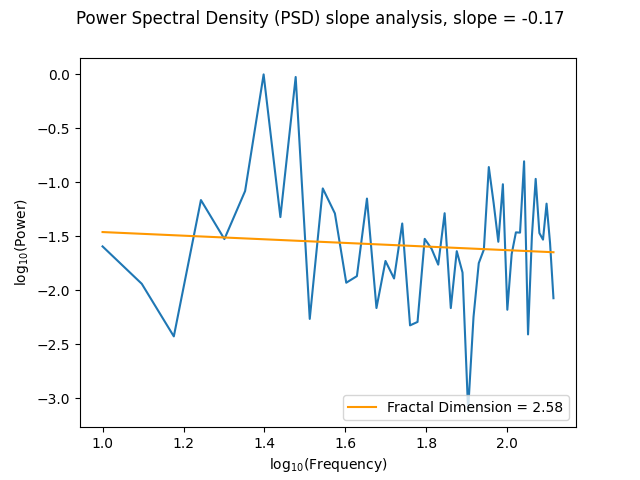 Power Spectral Density (PSD) slope analysis, slope = -0.17
0.0
−0.5
−1.0
−1.5
−2.0
−2.5
−3.0
log₁₀(Power)
Fractal Dimension = 2.58
1.0 1.2 1.4 1.6 1.8 2.0
log₁₀(Frequency)